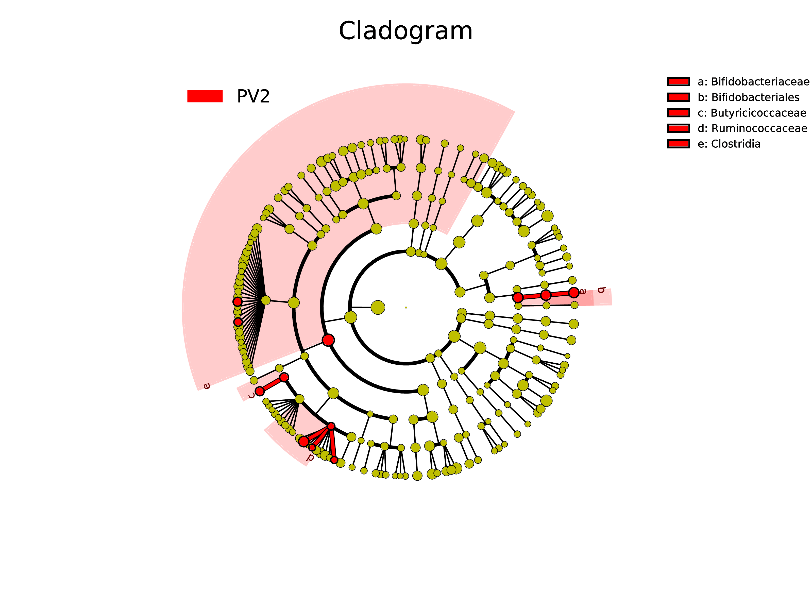 Cladogram
PV2
a: Bifidobacteriaceae
b: Bifidobacteriales
c: Butyricicoccaceae
d: Ruminococcaceae
e: Clostridia
a
b
e
c
d